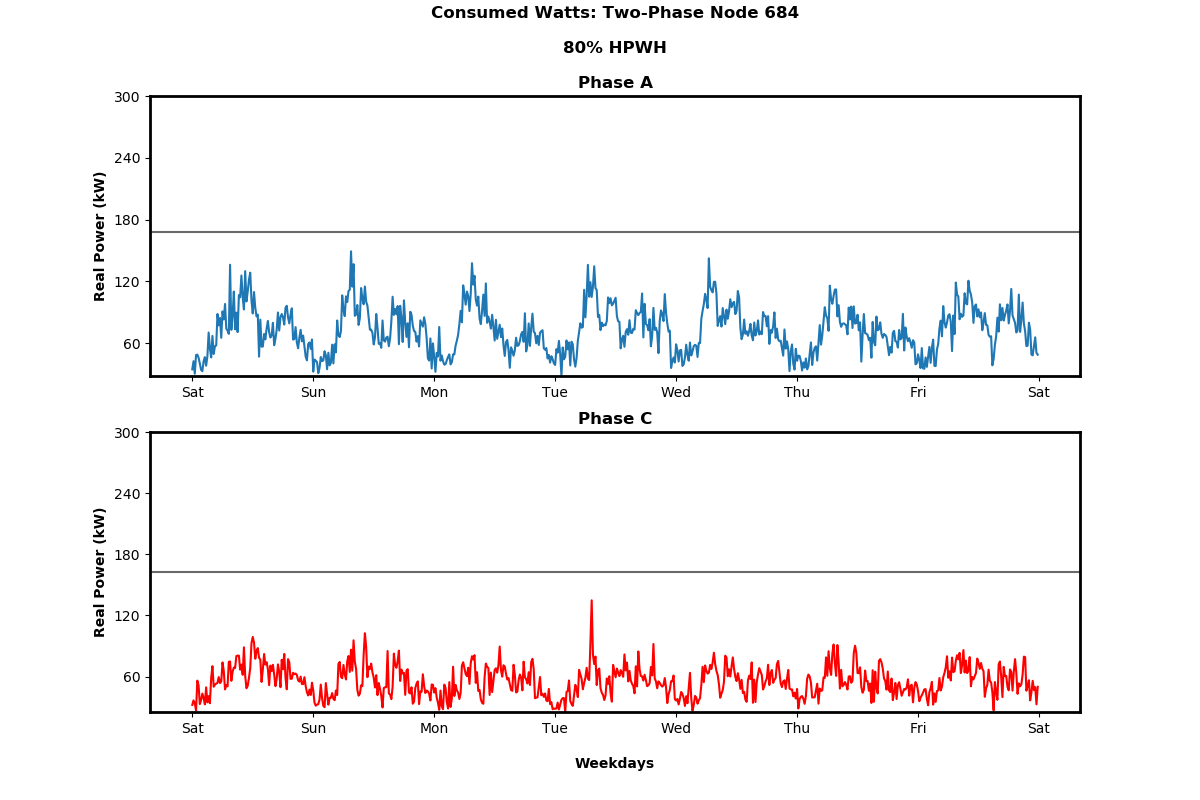 Consumed Watts: Two-Phase Node 684
80% HPWH
Phase A
300
240
180
120
60
Real Power (kW)
Sat Sun Mon Tue Wed Thu Fri Sat
Phase C
300
240
180
120
60
Real Power (kW)
Sat Sun Mon Tue Wed Thu Fri Sat
Weekdays